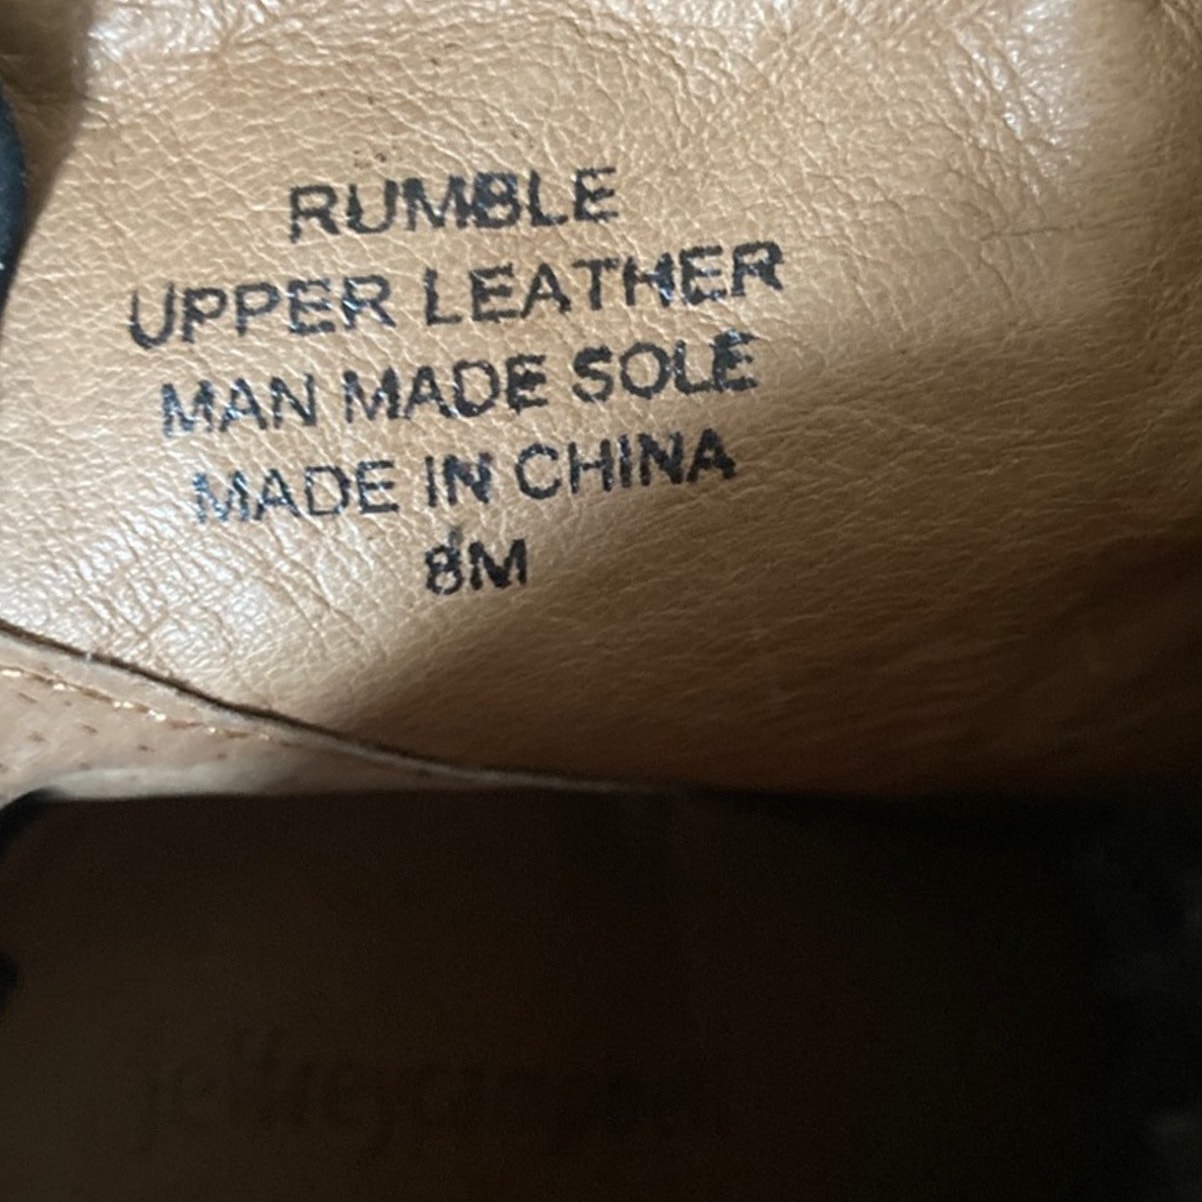 RUMBLE
UPPER LEATHER
MAN MADE SOLE
MADE IN CHINA
8M